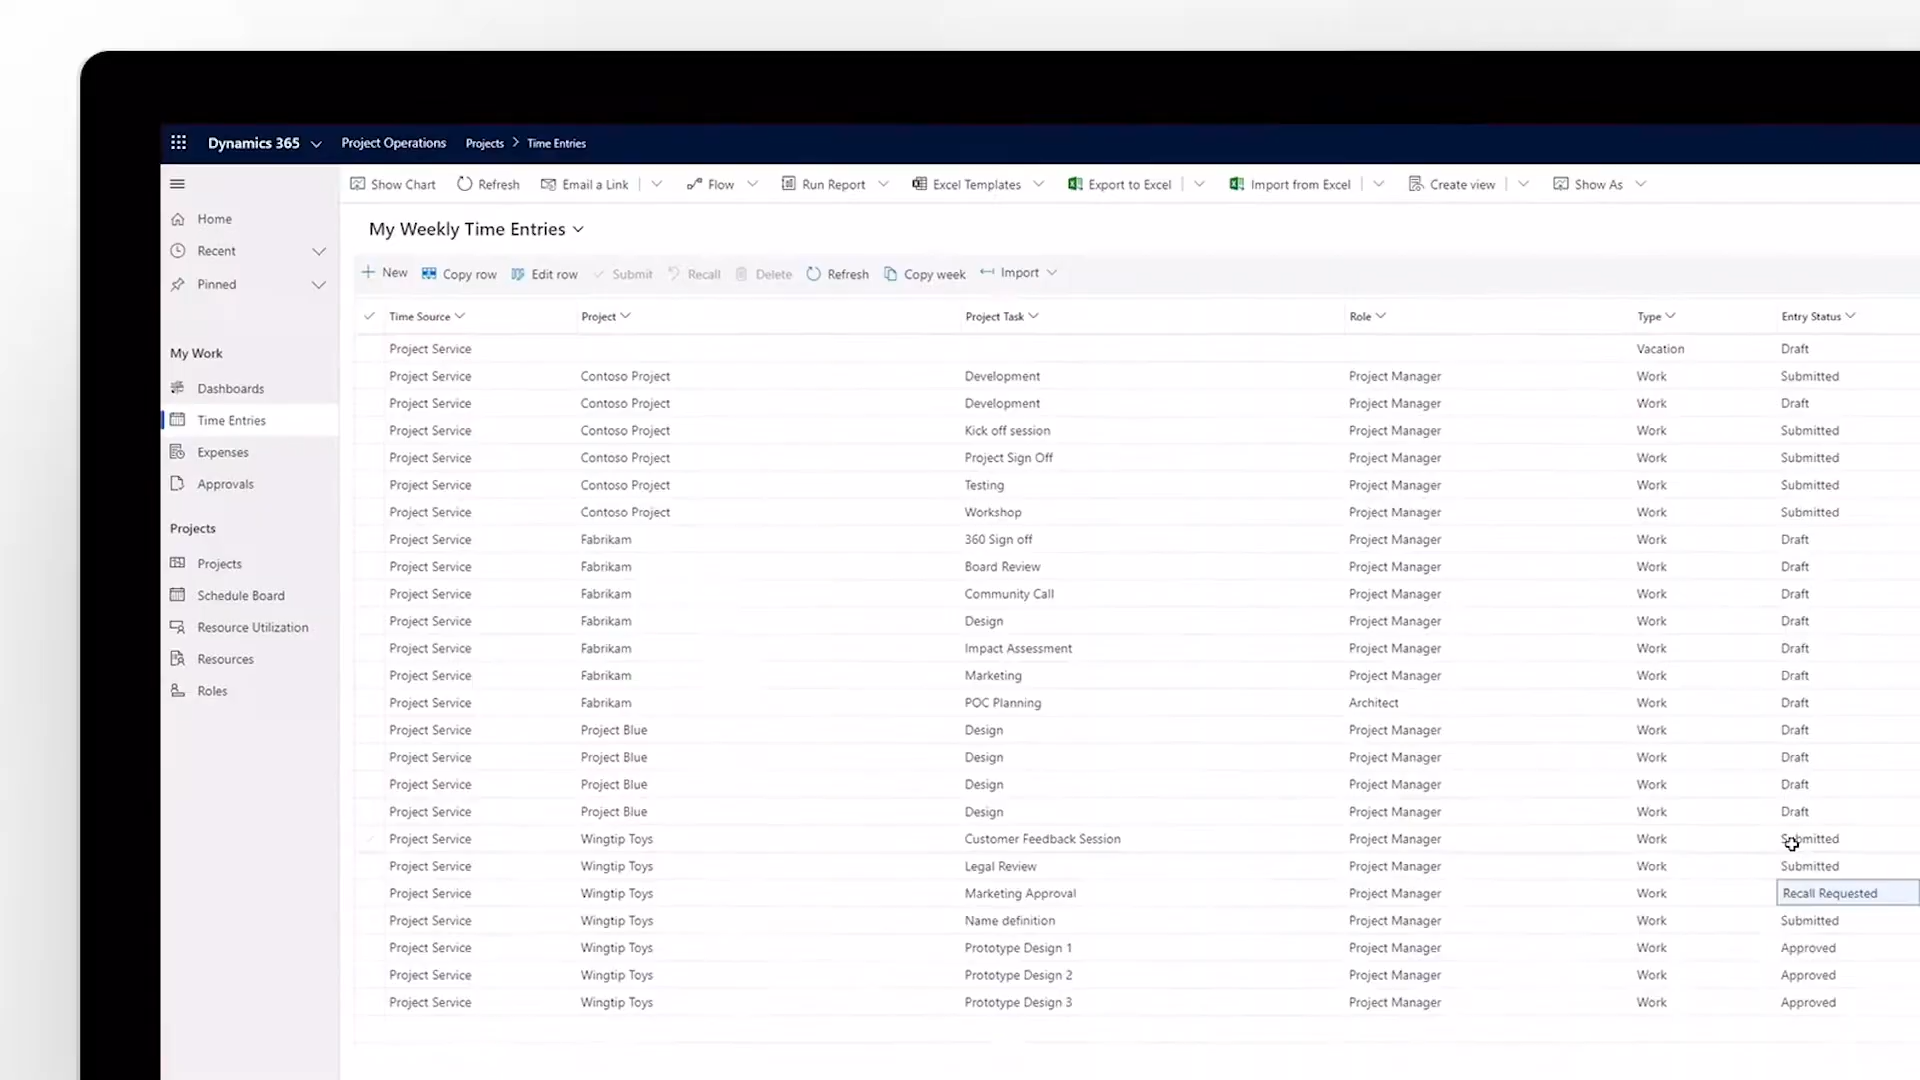 Dynamics 365 Project Operations Projects > Time Entries
Show Chart Refresh Email a Link Flow Run Report Excel Templates Export to Excel Import from Excel Create view Show As
Home
Recent
Pinned
My Work
Dashboards
Time Entries
Expenses
Approvals
Projects
Projects
Schedule Board
Resource Utilization
Resources
Roles
My Weekly Time Entries
New Copy row Edit row Submit Recall Delete Refresh Copy week Import
Time Source Project Project Task Role Type Entry Status
Project Service Vacation Draft
Project Service Contoso Project Development Project Manager Work Submitted
Project Service Contoso Project Development Project Manager Work Draft
Project Service Contoso Project Kick off session Project Manager Work Submitted
Project Service Contoso Project Project Sign Off Project Manager Work Submitted
Project Service Contoso Project Testing Project Manager Work Submitted
Project Service Contoso Project Workshop Project Manager Work Submitted
Project Service Fabrikam 360 Sign off Project Manager Work Draft
Project Service Fabrikam Board Review Project Manager Work Draft
Project Service Fabrikam Community Call Project Manager Work Draft
Project Service Fabrikam Design Project Manager Work Draft
Project Service Fabrikam Impact Assessment Project Manager Work Draft
Project Service Fabrikam Marketing Project Manager Work Draft
Project Service Fabrikam POC Planning Architect Work Draft
Project Service Project Blue Design Project Manager Work Draft
Project Service Project Blue Design Project Manager Work Draft
Project Service Project Blue Design Project Manager Work Draft
Project Service Project Blue Design Project Manager Work Draft
Project Service Wingtip Toys Customer Feedback Session Project Manager Work Submitted
Project Service Wingtip Toys Legal Review Project Manager Work Submitted
Project Service Wingtip Toys Marketing Approval Project Manager Work Recall Requested
Project Service Wingtip Toys Name definition Project Manager Work Submitted
Project Service Wingtip Toys Prototype Design 1 Project Manager Work Approved
Project Service Wingtip Toys Prototype Design 2 Project Manager Work Approved
Project Service Wingtip Toys Prototype Design 3 Project Manager Work Approved